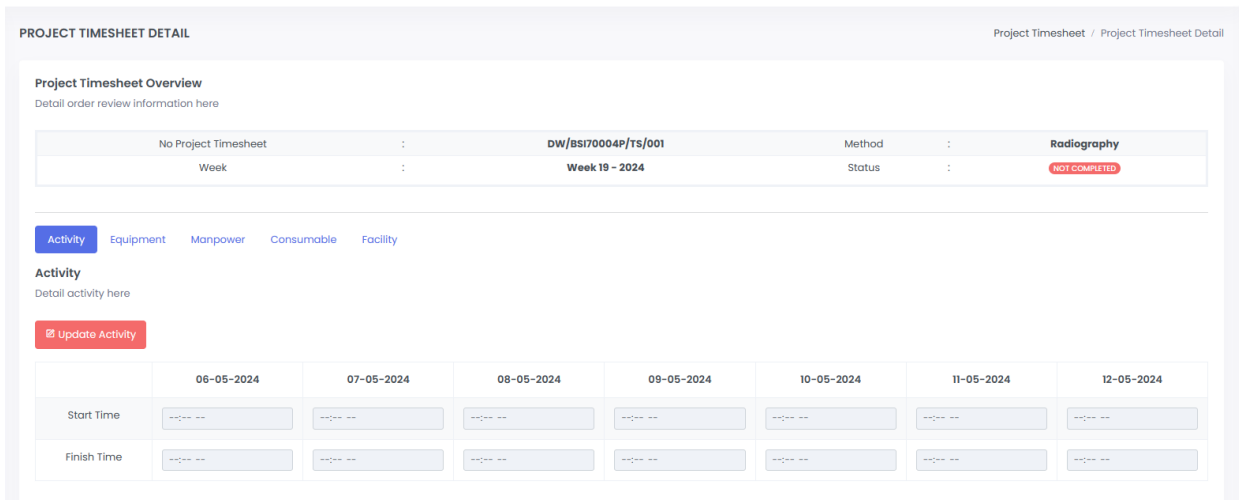 PROJECT TIMESHEET DETAIL Project Timesheet / Project Timesheet Detail
Project Timesheet Overview
Detail order review information here
No Project Timesheet : DW/BSI70004P/TS/001 Method : Radiography
Week : Week 19 - 2024 Status : NOT COMPLETED
Activity Equipment Manpower Consumable Facility
Activity
Detail activity here
Update Activity
06-05-2024 07-05-2024 08-05-2024 09-05-2024 10-05-2024 11-05-2024 12-05-2024
Start Time --:-- -- --:-- -- --:-- -- --:-- -- --:-- -- --:-- -- --:-- --
Finish Time --:-- -- --:-- -- --:-- -- --:-- -- --:-- -- --:-- -- --:-- --